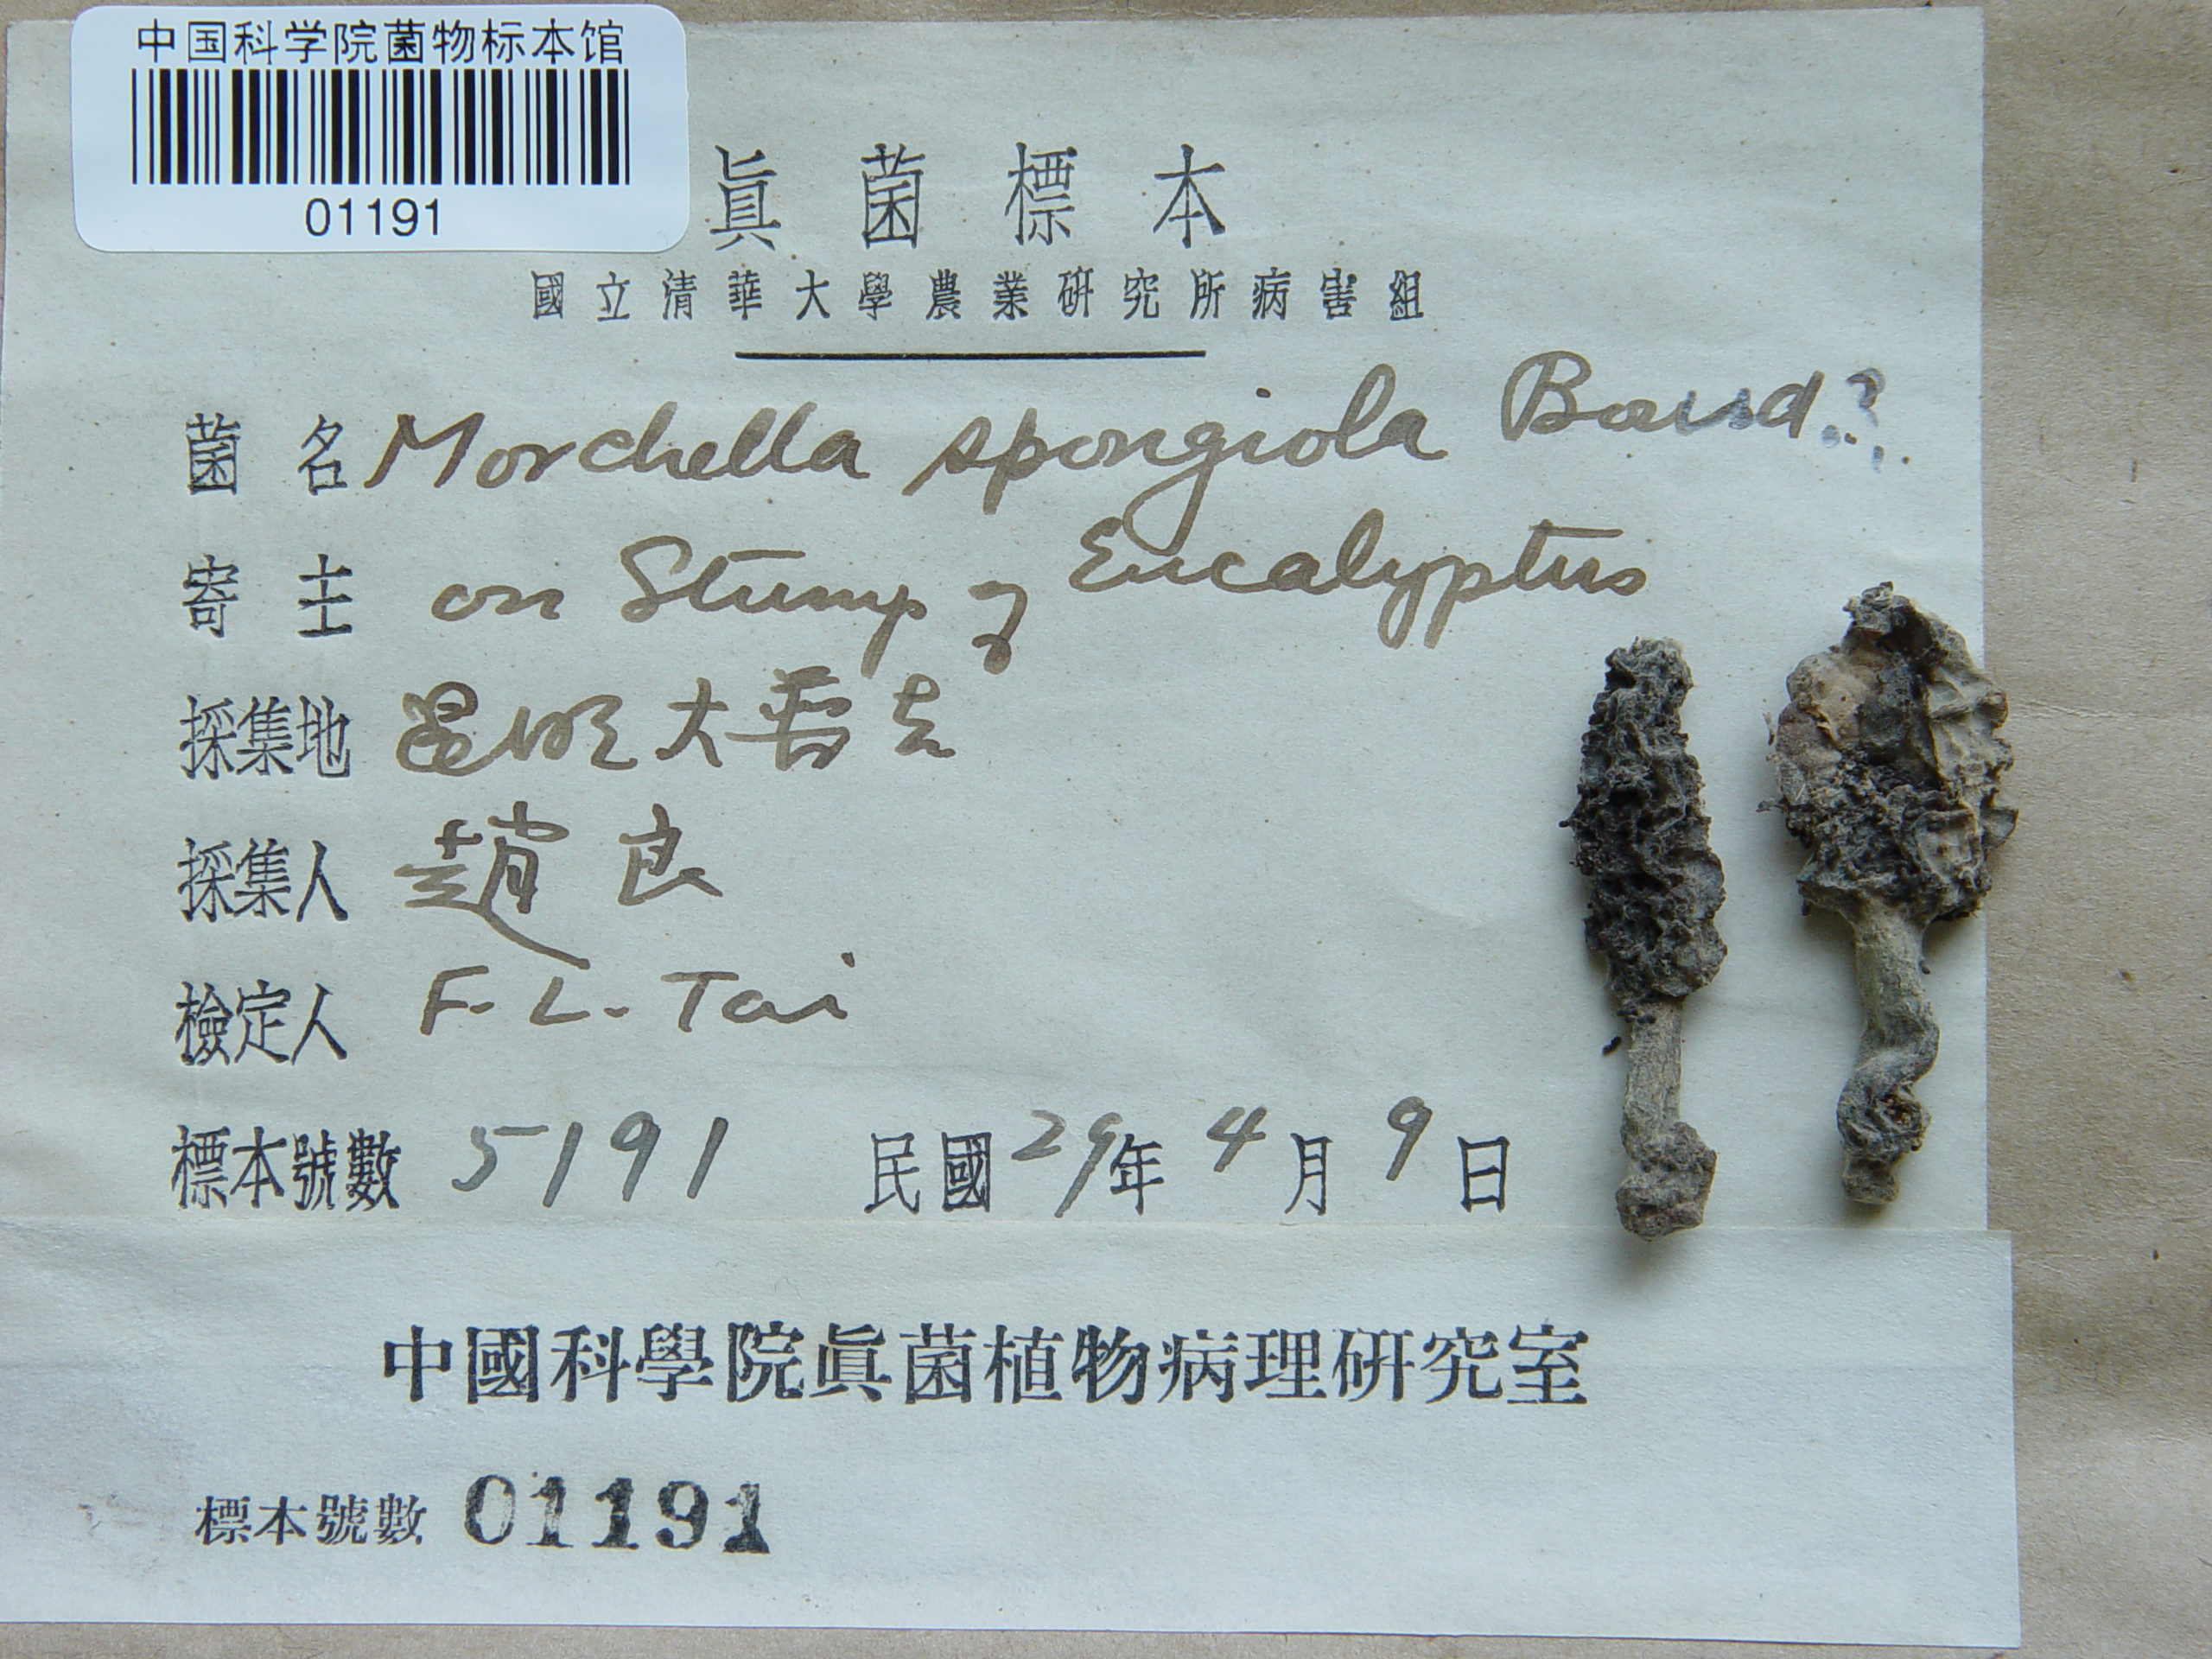 中国科学院菌物标本馆
01191
眞菌標本
國立清華大學農業研究所病害組
菌名 Morchella spongiola Boud.?
寄主 on Stump of Eucalyptus
採集地 昆明大普吉
採集人 趙良
檢定人 F. L. Tai
標本號數 5191 民國29年4月9日
中國科學院眞菌植物病理研究室
標本號數 01191